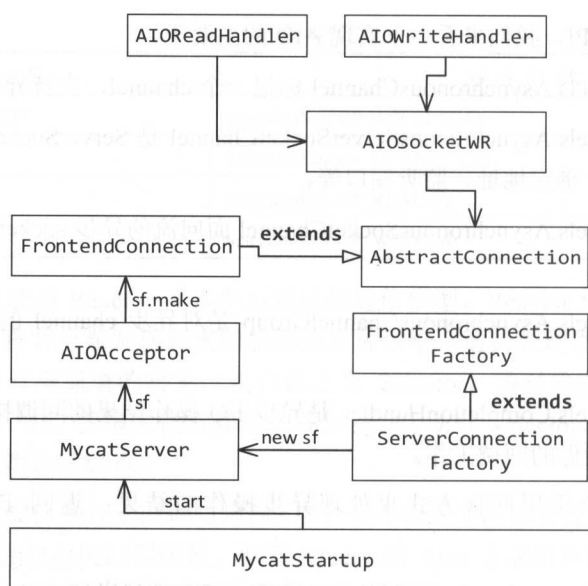 AIOReadHandler
AIOWriteHandler
AIOSocketWR
FrontendConnection
extends
AbstractConnection
sf.make
AIOAcceptor
FrontendConnection
Factory
sf
extends
MycatServer
new sf
ServerConnection
Factory
start
MycatStartup